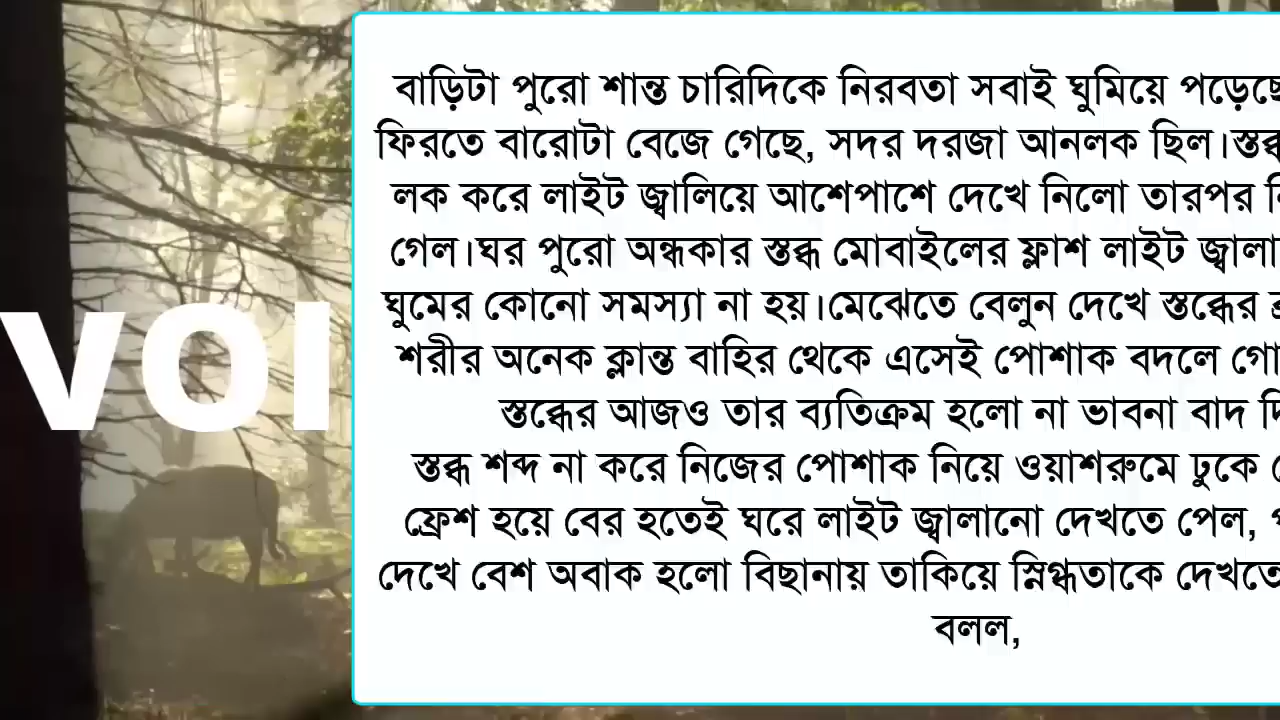 VOI
বাড়িটা পুরো শান্ত চারিদিকে নিরবতা সবাই ঘুমিয়ে
ফিরতে বারোটা বেজে গেছে, সদর দরজা আনলক ছিল।স্তব্ধ
লক করে লাইট জ্বালিয়ে আশেপাশে দেখে নিলো তারপর
গেল।ঘর পুরো অন্ধকার স্তব্ধ মোবাইলের ফ্লাশ লাইট
ঘুমের কোনো সমস্যা না হয়।মেঝেতে বেলুন দেখে স্তব্ধের
শরীর অনেক ক্লান্ত বাহির থেকে এসেই পোশাক বদলে
স্তব্ধের আজও তার ব্যতিক্রম হলো না ভাবনা বাদ
স্তব্ধ শব্দ না করে নিজের পোশাক নিয়ে ওয়াশরুমে ঢুকে
ফ্রেশ হয়ে বের হতেই ঘরে লাইট জ্বালানো দেখতে পেল,
দেখে বেশ অবাক হলো বিছানায় তাকিয়ে স্নিগ্ধতাকে দেখতে
বলল,